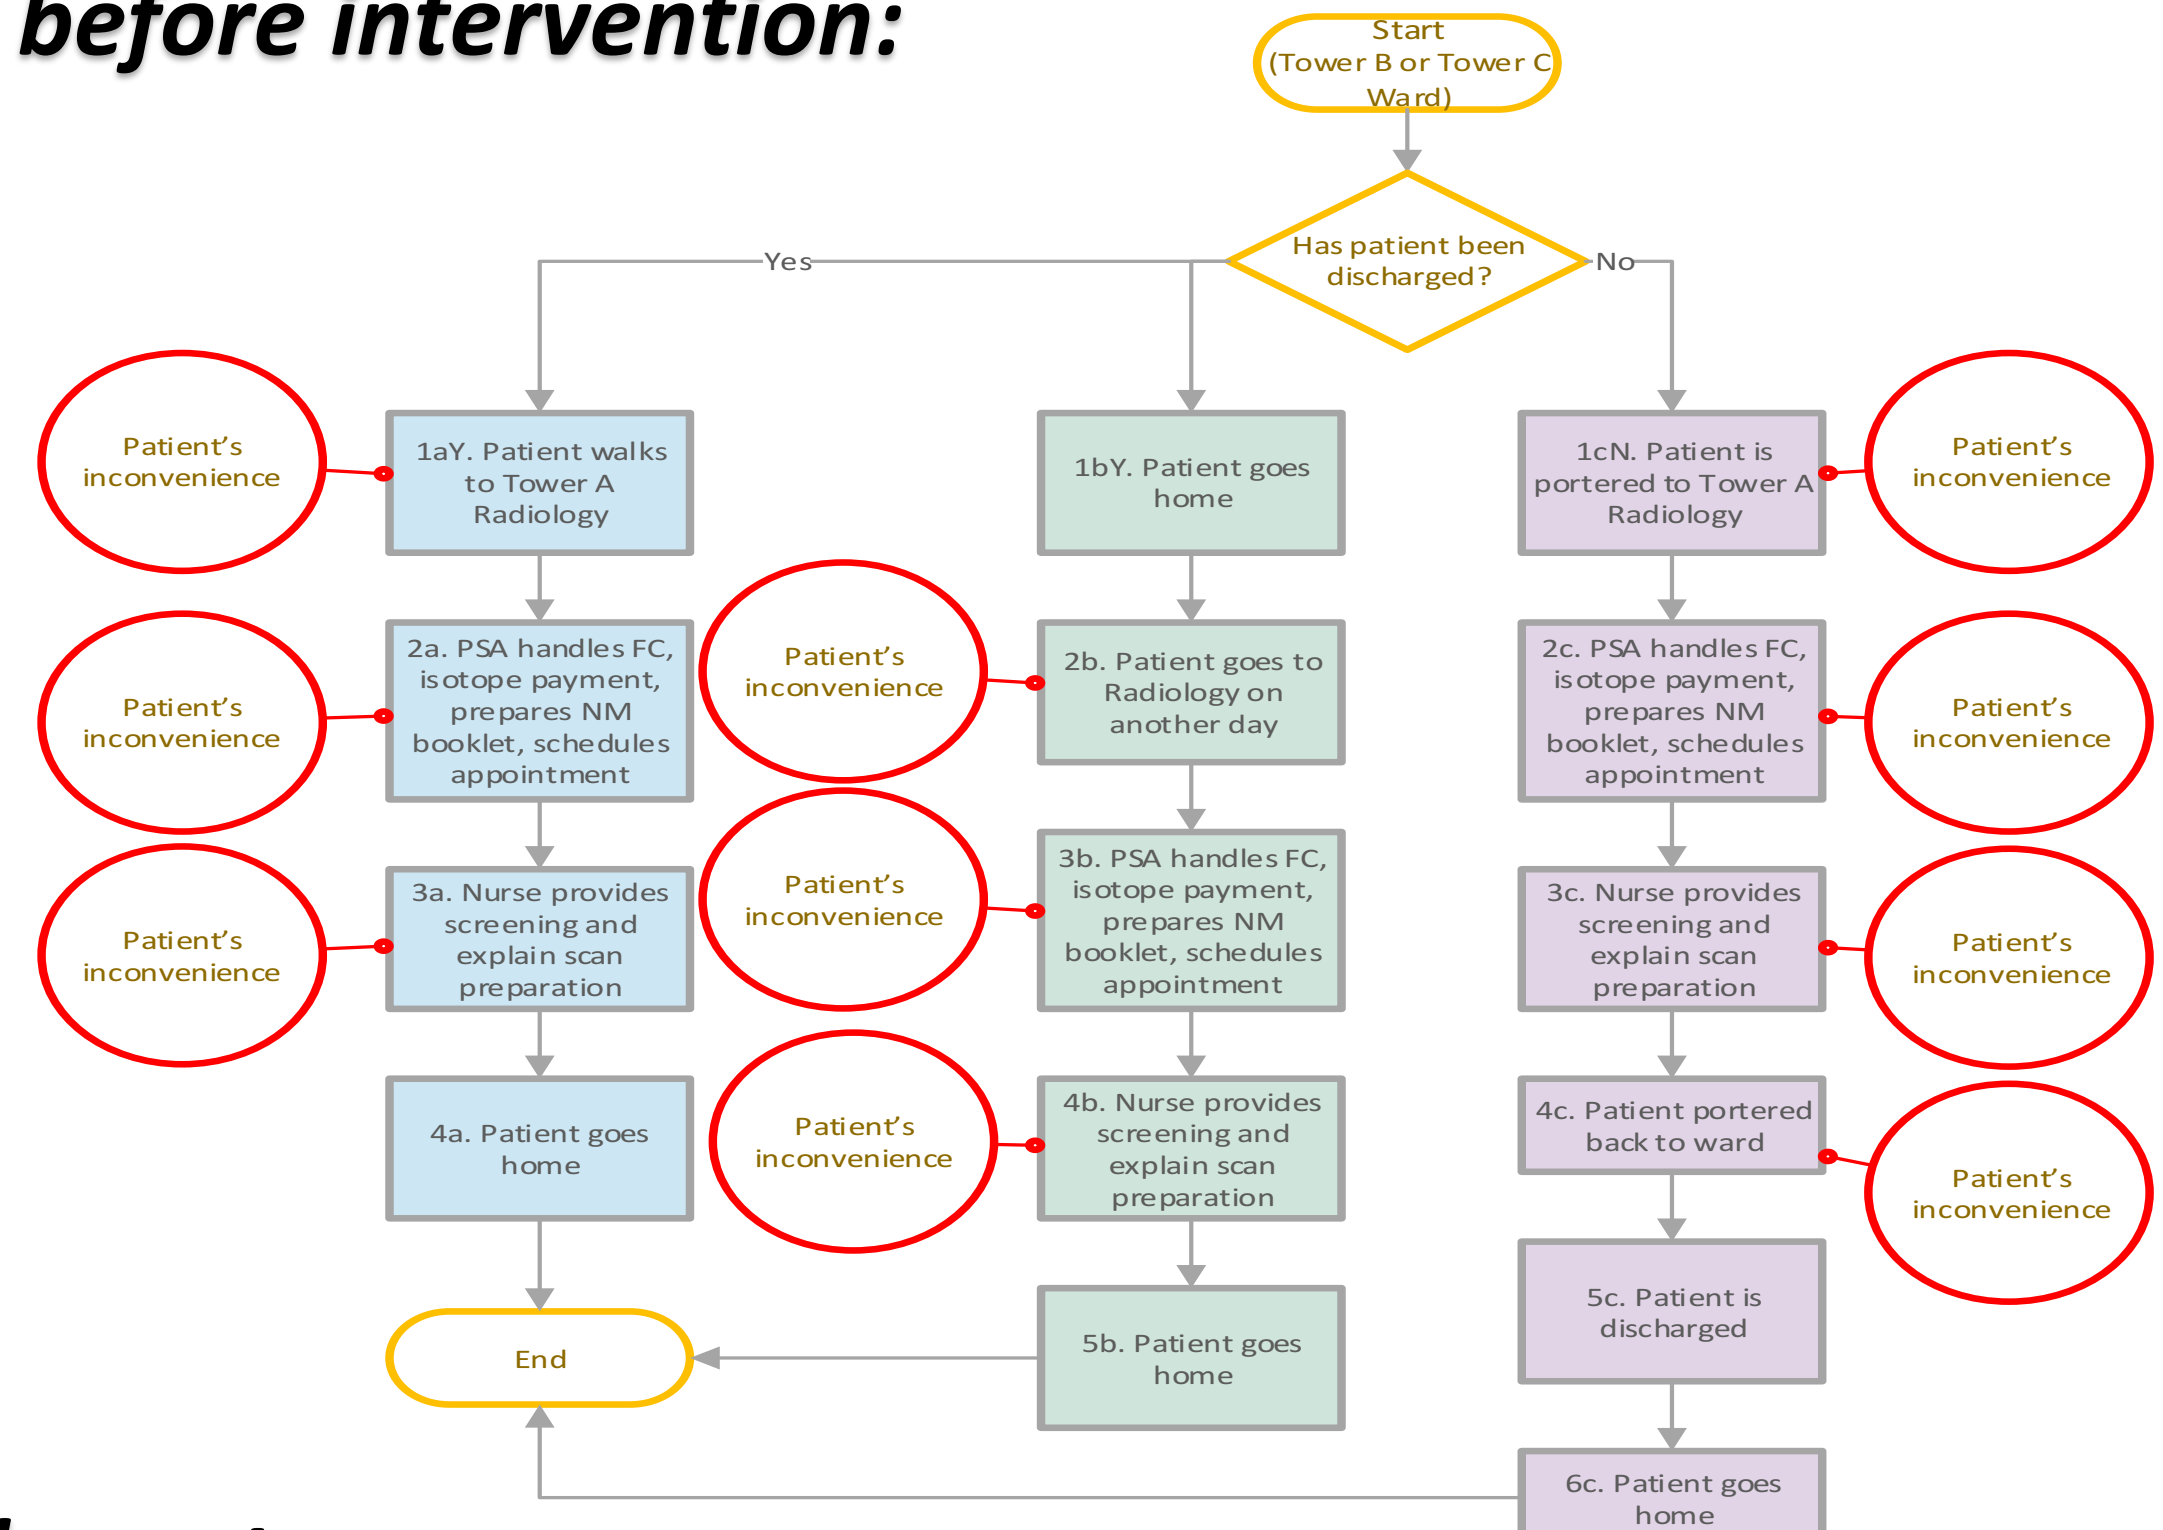 before intervention:
Start
(Tower B or Tower C
Ward)
Has patient been
discharged?
Yes
No
Patient's
inconvenience
1aY. Patient walks
to Tower A
Radiology
1bY. Patient goes
home
1cN. Patient is
portered to Tower A
Radiology
Patient's
inconvenience
Patient's
inconvenience
2a. PSA handles FC,
isotope payment,
prepares NM
booklet, schedules
appointment
Patient's
inconvenience
2b. Patient goes to
Radiology on
another day
2c. PSA handles FC,
isotope payment,
prepares NM
booklet, schedules
appointment
Patient's
inconvenience
Patient's
inconvenience
3a. Nurse provides
screening and
explain scan
preparation
Patient's
inconvenience
3b. PSA handles FC,
isotope payment,
prepares NM
booklet, schedules
appointment
3c. Nurse provides
screening and
explain scan
preparation
Patient's
inconvenience
4a. Patient goes
home
Patient's
inconvenience
4b. Nurse provides
screening and
explain scan
preparation
4c. Patient portered
back to ward
Patient's
inconvenience
End
5b. Patient goes
home
5c. Patient is
discharged
6c. Patient goes
home